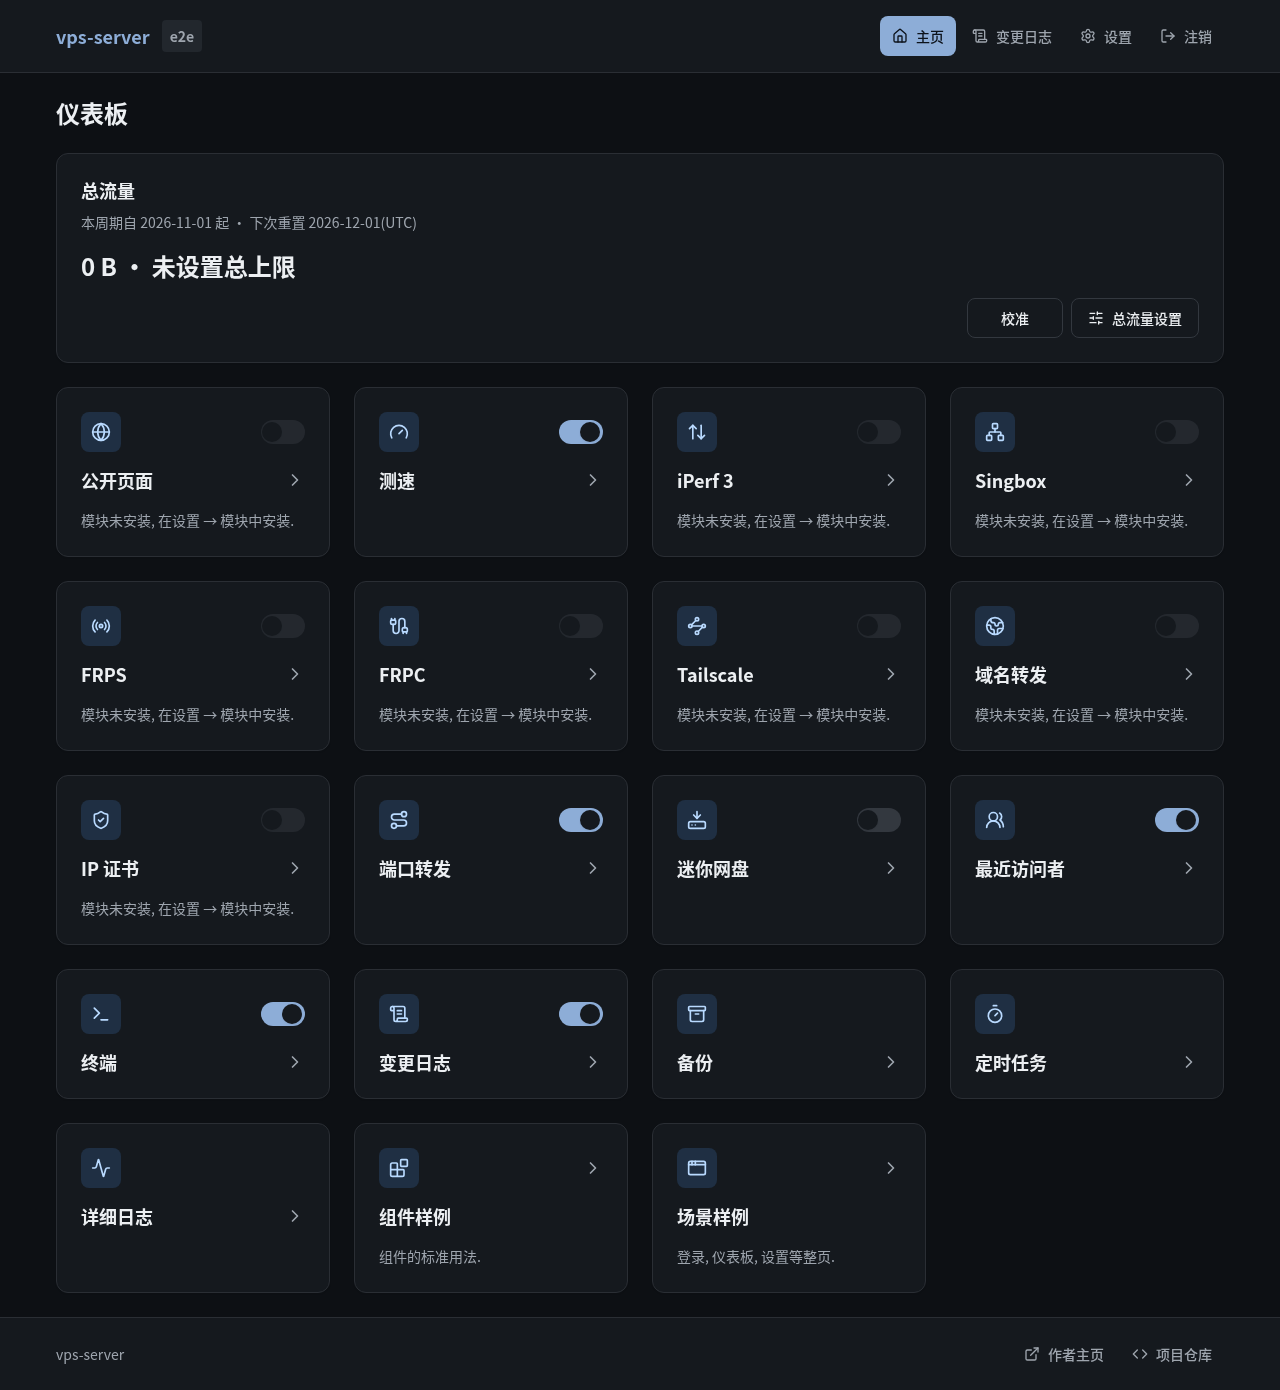 vps-server e2e 主页 变更日志 设置 注销
仪表板
总流量
本周期自 2026-11-01 起 · 下次重置 2026-12-01(UTC)
0 B · 未设置总上限
校准 总流量设置
公开页面 测速 iPerf 3 Singbox
模块未安装, 在设置 → 模块中安装. 模块未安装, 在设置 → 模块中安装. 模块未安装, 在设置 → 模块中安装.
FRPS FRPC Tailscale 域名转发
模块未安装, 在设置 → 模块中安装. 模块未安装, 在设置 → 模块中安装. 模块未安装, 在设置 → 模块中安装. 模块未安装, 在设置 → 模块中安装.
IP 证书 端口转发 迷你网盘 最近访问者
模块未安装, 在设置 → 模块中安装.
终端 变更日志 备份 定时任务
详细日志 组件样例 场景样例
组件的标准用法. 登录, 仪表板, 设置等整页.
vps-server 作者主页 项目仓库